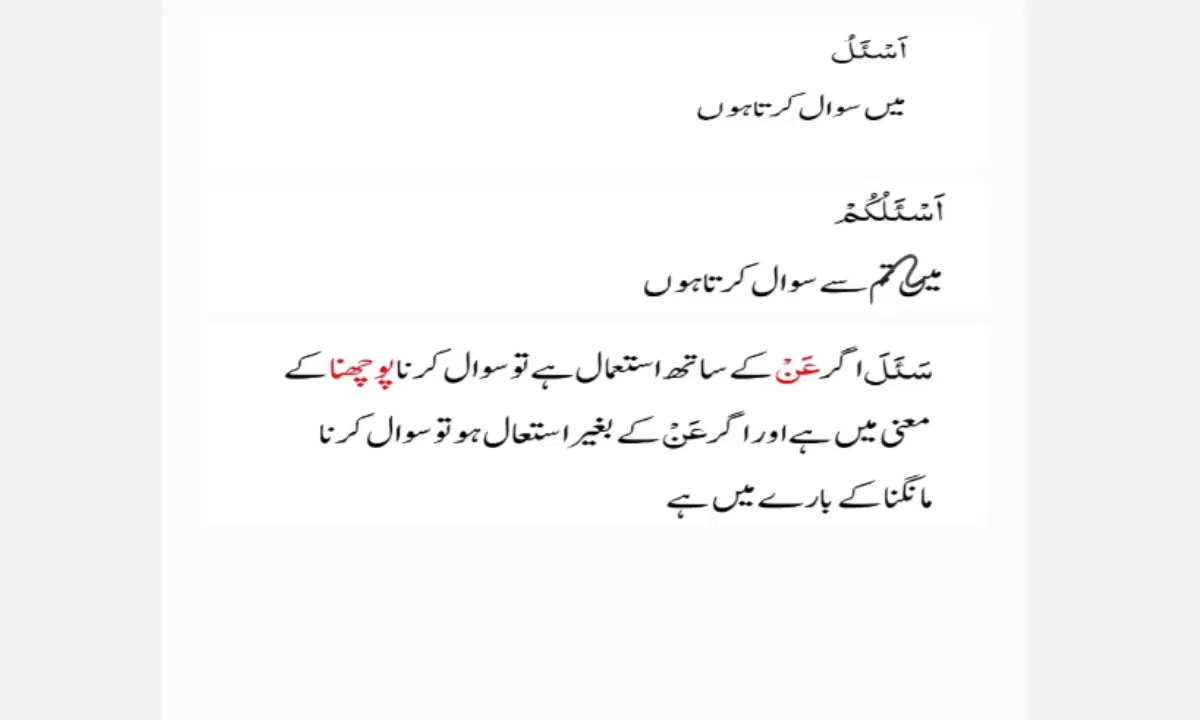 اَسْئَلُ
میں سوال کرتا ہوں
اَسْئَلُكُمْ
میں تم سے سوال کرتا ہوں
سَئَلَ اگر عَنْ کے ساتھ استعمال ہے تو سوال کرنا پوچھنا کے
معنی میں ہے اور اگر عَنْ کے بغیر استعال ہو تو سوال کرنا
مانگنا کے بارے میں ہے